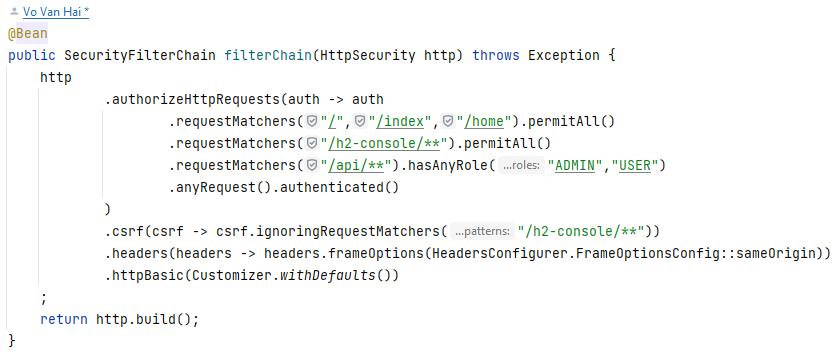 Vo Van Hai *
@Bean
public SecurityFilterChain filterChain(HttpSecurity http) throws Exception {
    http
            .authorizeHttpRequests(auth -> auth
                    .requestMatchers("/","/index","/home").permitAll()
                    .requestMatchers("/h2-console/**").permitAll()
                    .requestMatchers("/api/**").hasAnyRole( ...roles: "ADMIN","USER")
                    .anyRequest().authenticated()
            )
            .csrf(csrf -> csrf.ignoringRequestMatchers( ...patterns: "/h2-console/**"))
            .headers(headers -> headers.frameOptions(HeadersConfigurer.FrameOptionsConfig::sameOrigin))
            .httpBasic(Customizer.withDefaults())
    ;
    return http.build();
}